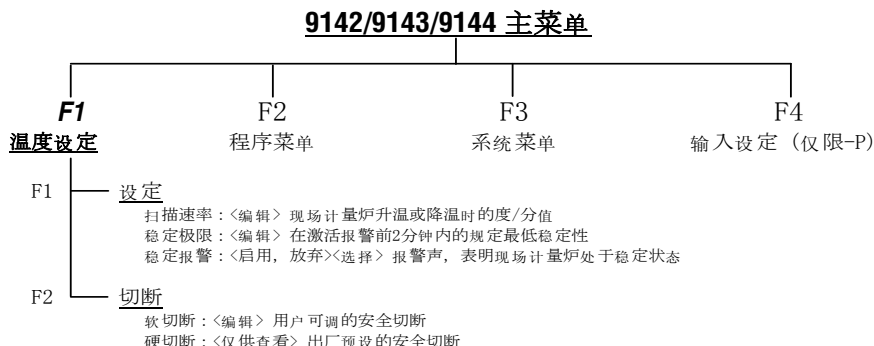 9142/9143/9144 主菜单
F1 F2 F3 F4
温度设定 程序菜单 系统菜单 输入设定 (仅限-P)
F1 设定
扫描速率：<编辑> 现场计量炉升温或降温时的度/分值
稳定极限：<编辑> 在激活报警前2分钟内的规定最低稳定性
稳定报警：<启用, 放弃><选择> 报警声, 表明现场计量炉处于稳定状态
F2 切断
软切断：<编辑> 用户可调的安全切断
硬切断：<仅供查看> 出厂预设的安全切断